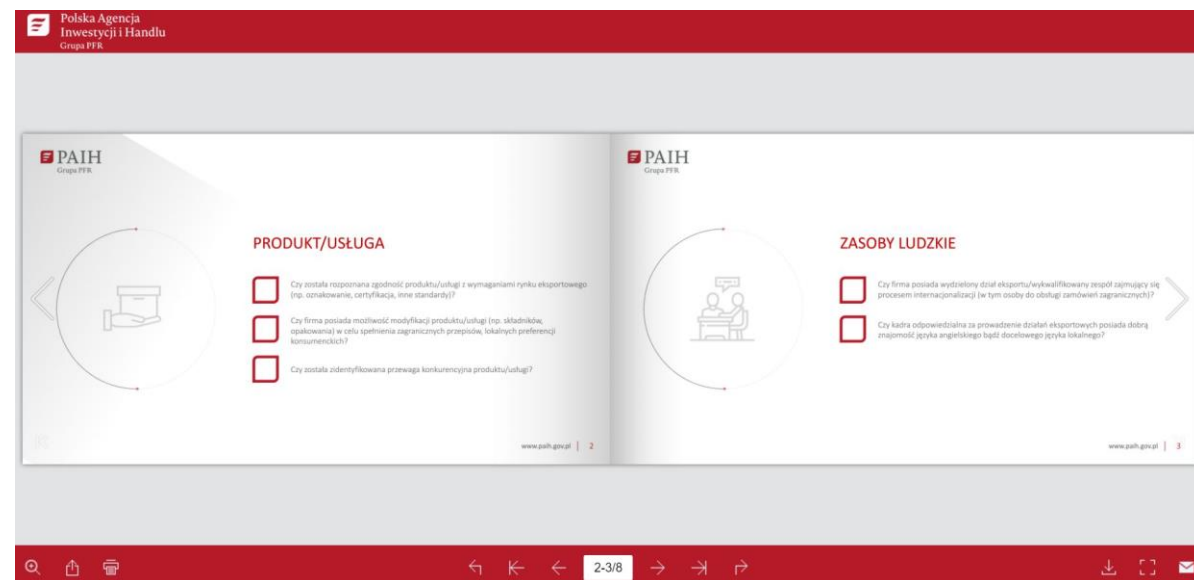 Polska Agencja
Inwestycji i Handlu
Grupa PFR
PAIH
Grupa PFR
PRODUKT/USŁUGA
Czy została rozpoznana zgodność produktu/usługi z wymaganiami rynku eksportowego
(np. oznakowanie, certyfikacja, inne standardy)?
Czy firma posiada możliwość modyfikacji produktu/usługi (np. składników,
opakowania) w celu spełnienia zagranicznych przepisów, lokalnych preferencji
konsumenckich?
Czy została zidentyfikowana przewaga konkurencyjna produktu/usługi?
www.paih.gov.pl | 2
PAIH
Grupa PFR
ZASOBY LUDZKIE
Czy firma posiada wydzielony dział eksportu/wykwalifikowany zespół zajmujący się
procesem internacjonalizacji (w tym osoby do obsługi zamówień zagranicznych)?
Czy kadra odpowiedzialna za prowadzenie działań eksportowych posiada dobrą
znajomość języka angielskiego bądź docelowego języka lokalnego?
www.paih.gov.pl | 3
2-3/8